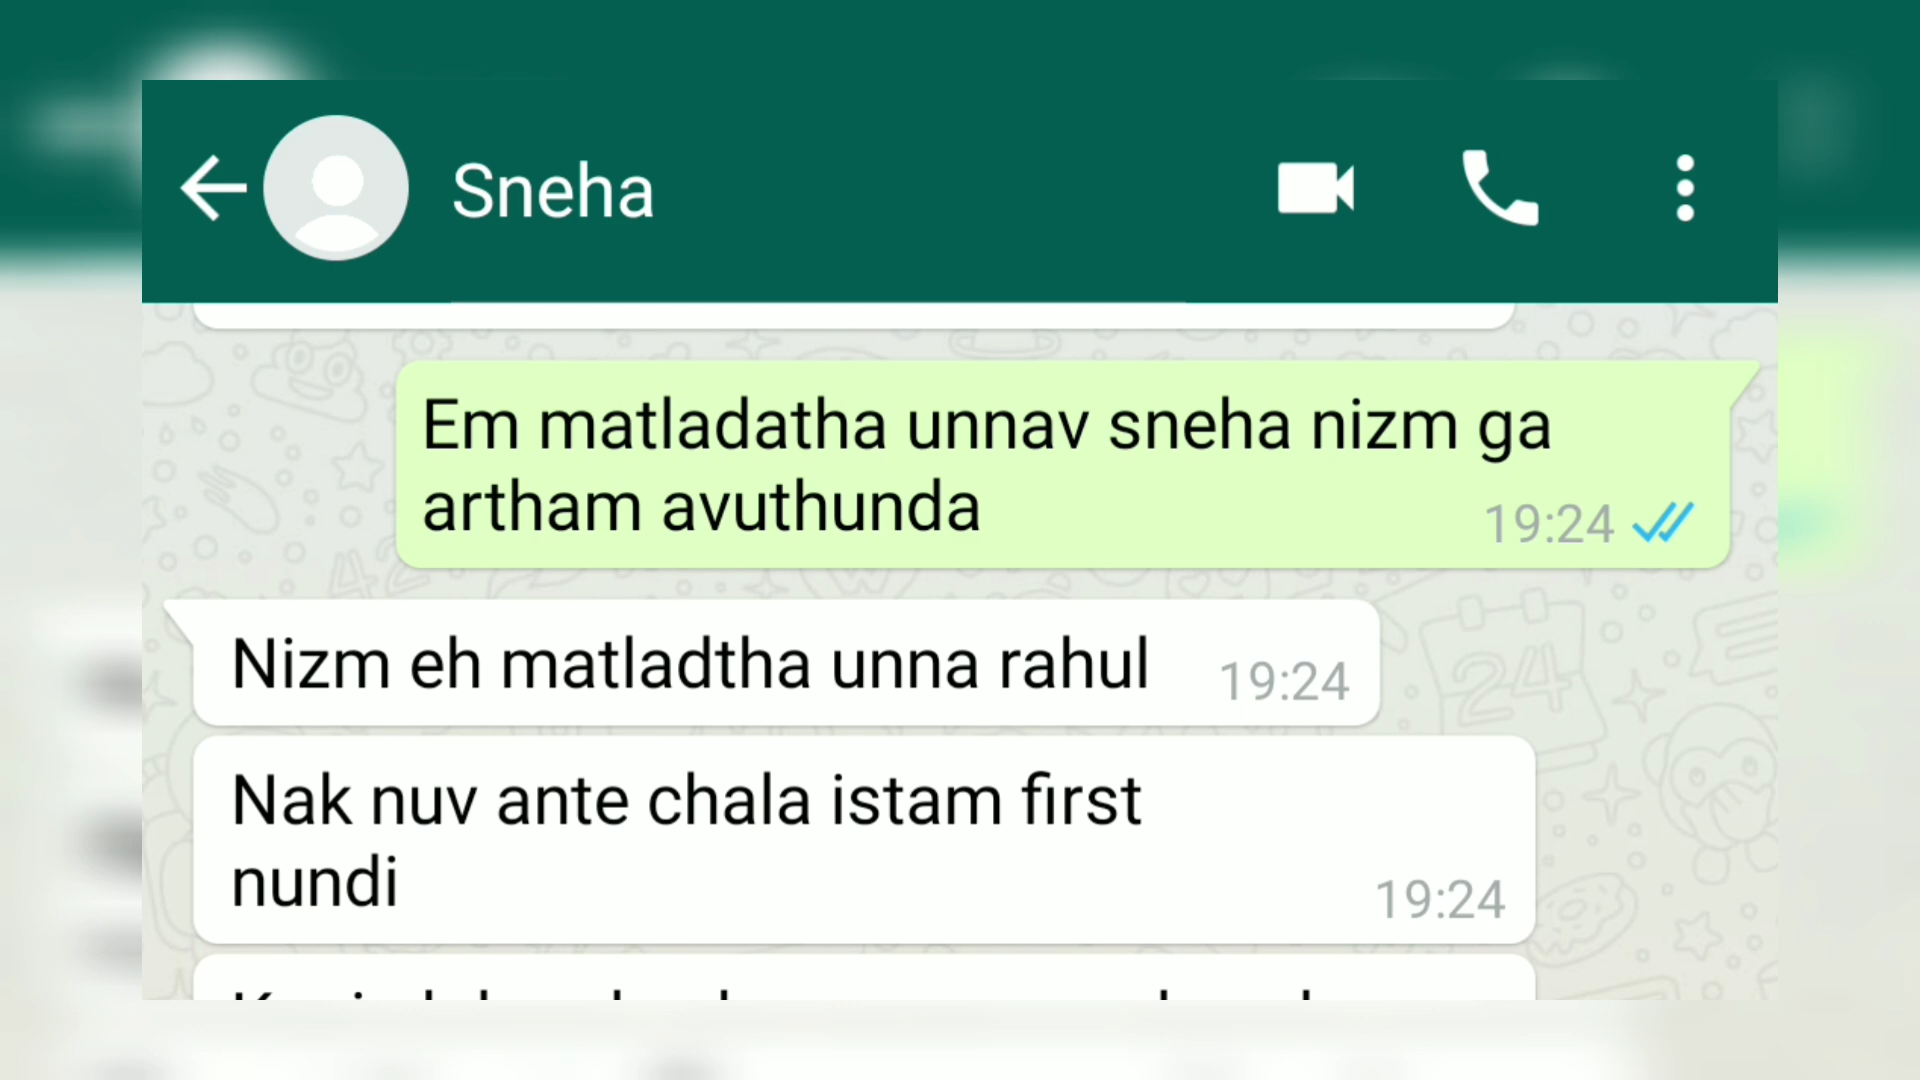 Sneha
Em matladatha unnav sneha nizm ga
artham avuthunda
19:24
Nizm eh matladtha unna rahul
19:24
Nak nuv ante chala istam first
nundi
19:24